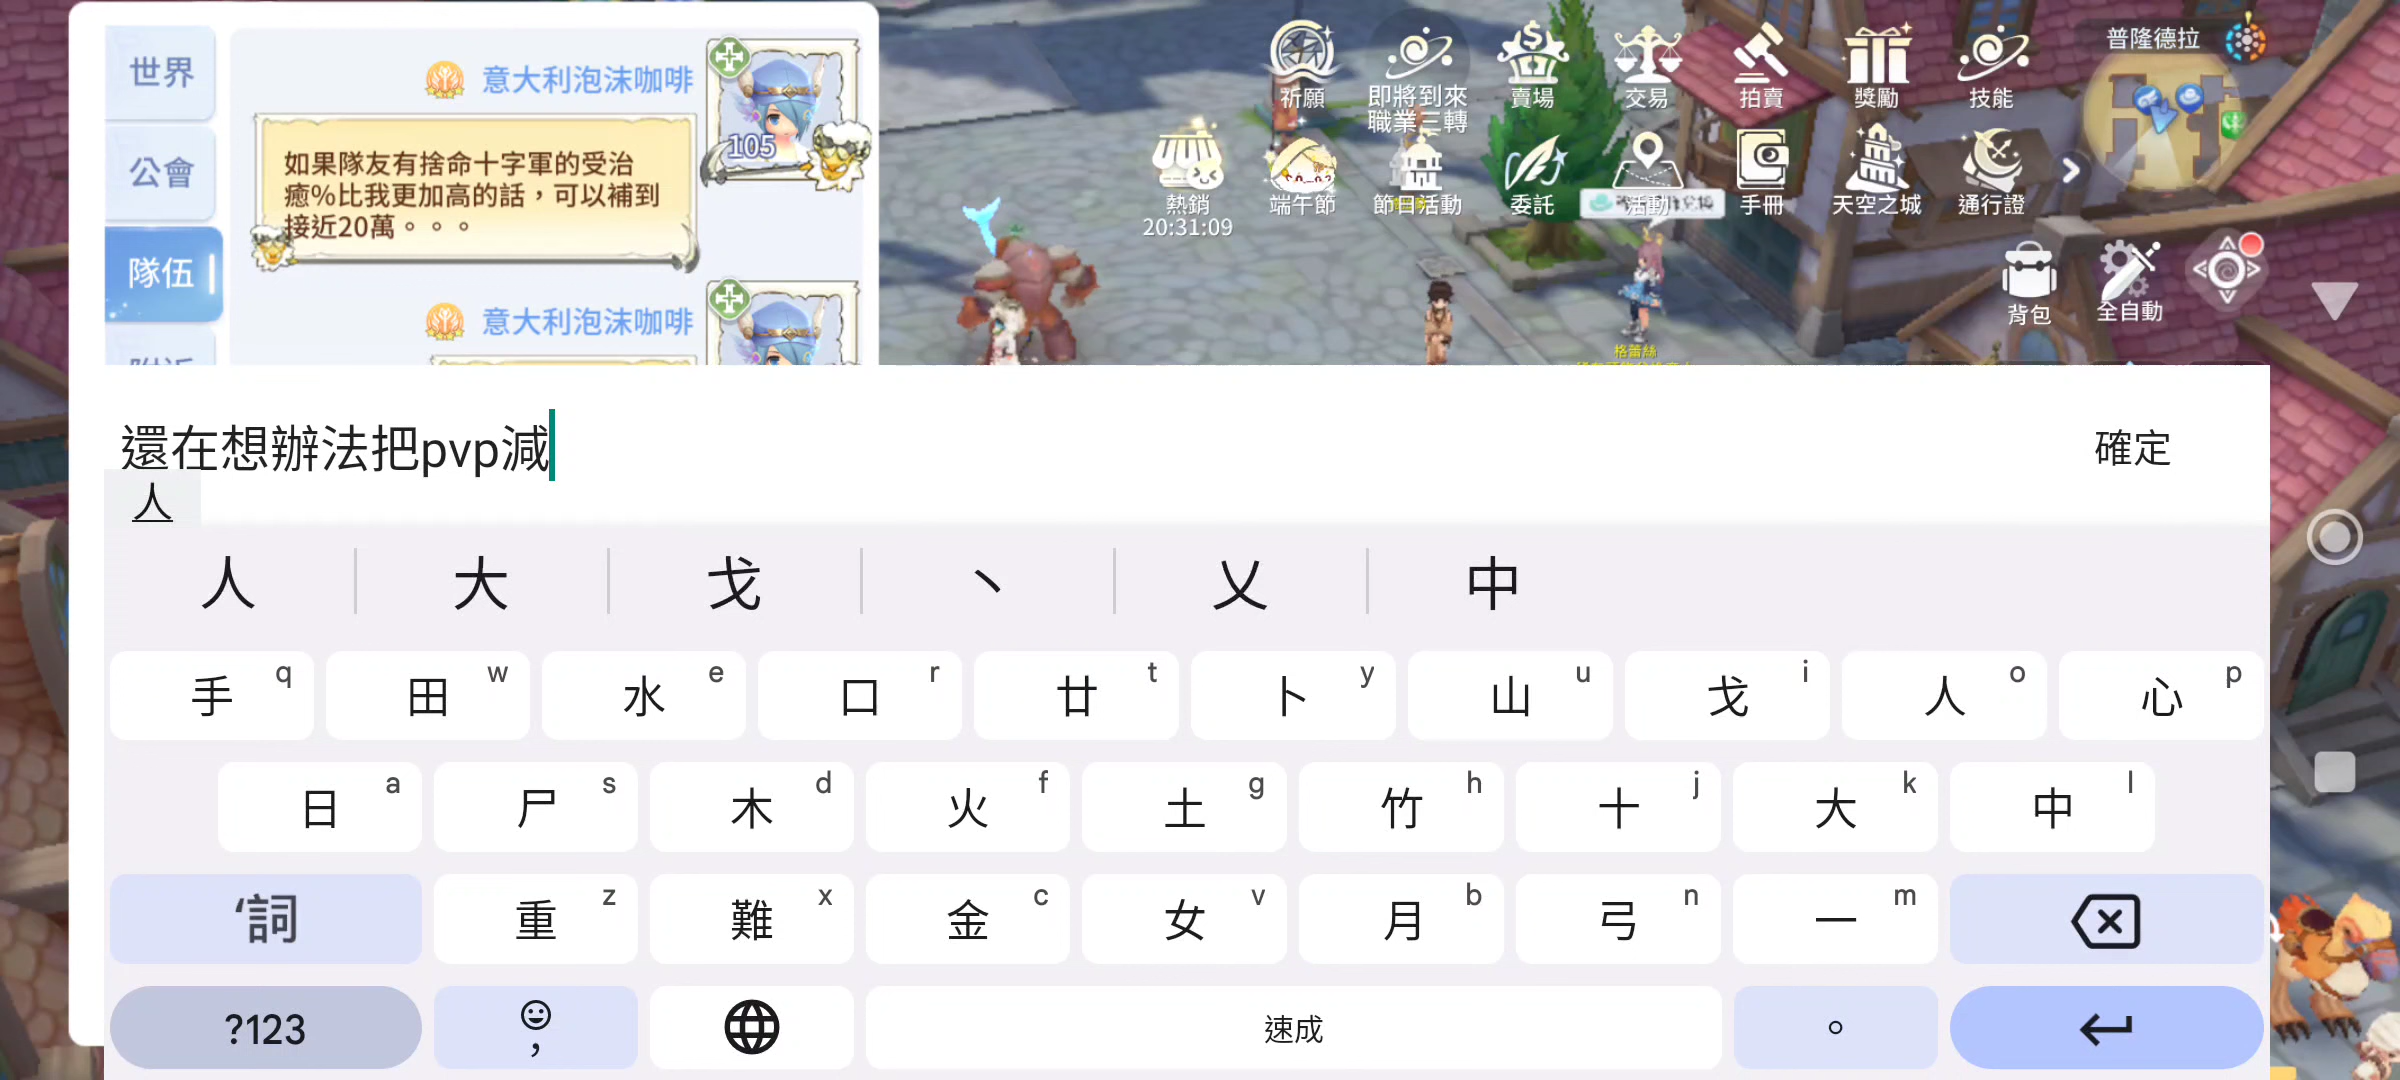 世界
公會
隊伍
意大利泡沫咖啡
105
如果隊友有捨命十字軍的受治
癒%比我更加高的話，可以補到
接近20萬。。。
意大利泡沫咖啡
祈願
即將到來
職業三轉
賣場
交易
拍賣
獎勵
技能
普隆德拉
熱銷
20:31:09
端午節
節日活動
委託
活動
手冊
天空之城
通行證
背包
全自動
格蕾絲
還在想辦法把pvp減
確定
人
人 大 戈 丶 乂 中
手 q 田 w 水 e 口 r 廿 t 卜 y 山 u 戈 i 人 o 心 p
日 a 尸 s 木 d 火 f 土 g 竹 h 十 j 大 k 中 l
‘詞 重 z 難 x 金 c 女 v 月 b 弓 n 一 m
?123 ， 速成 。